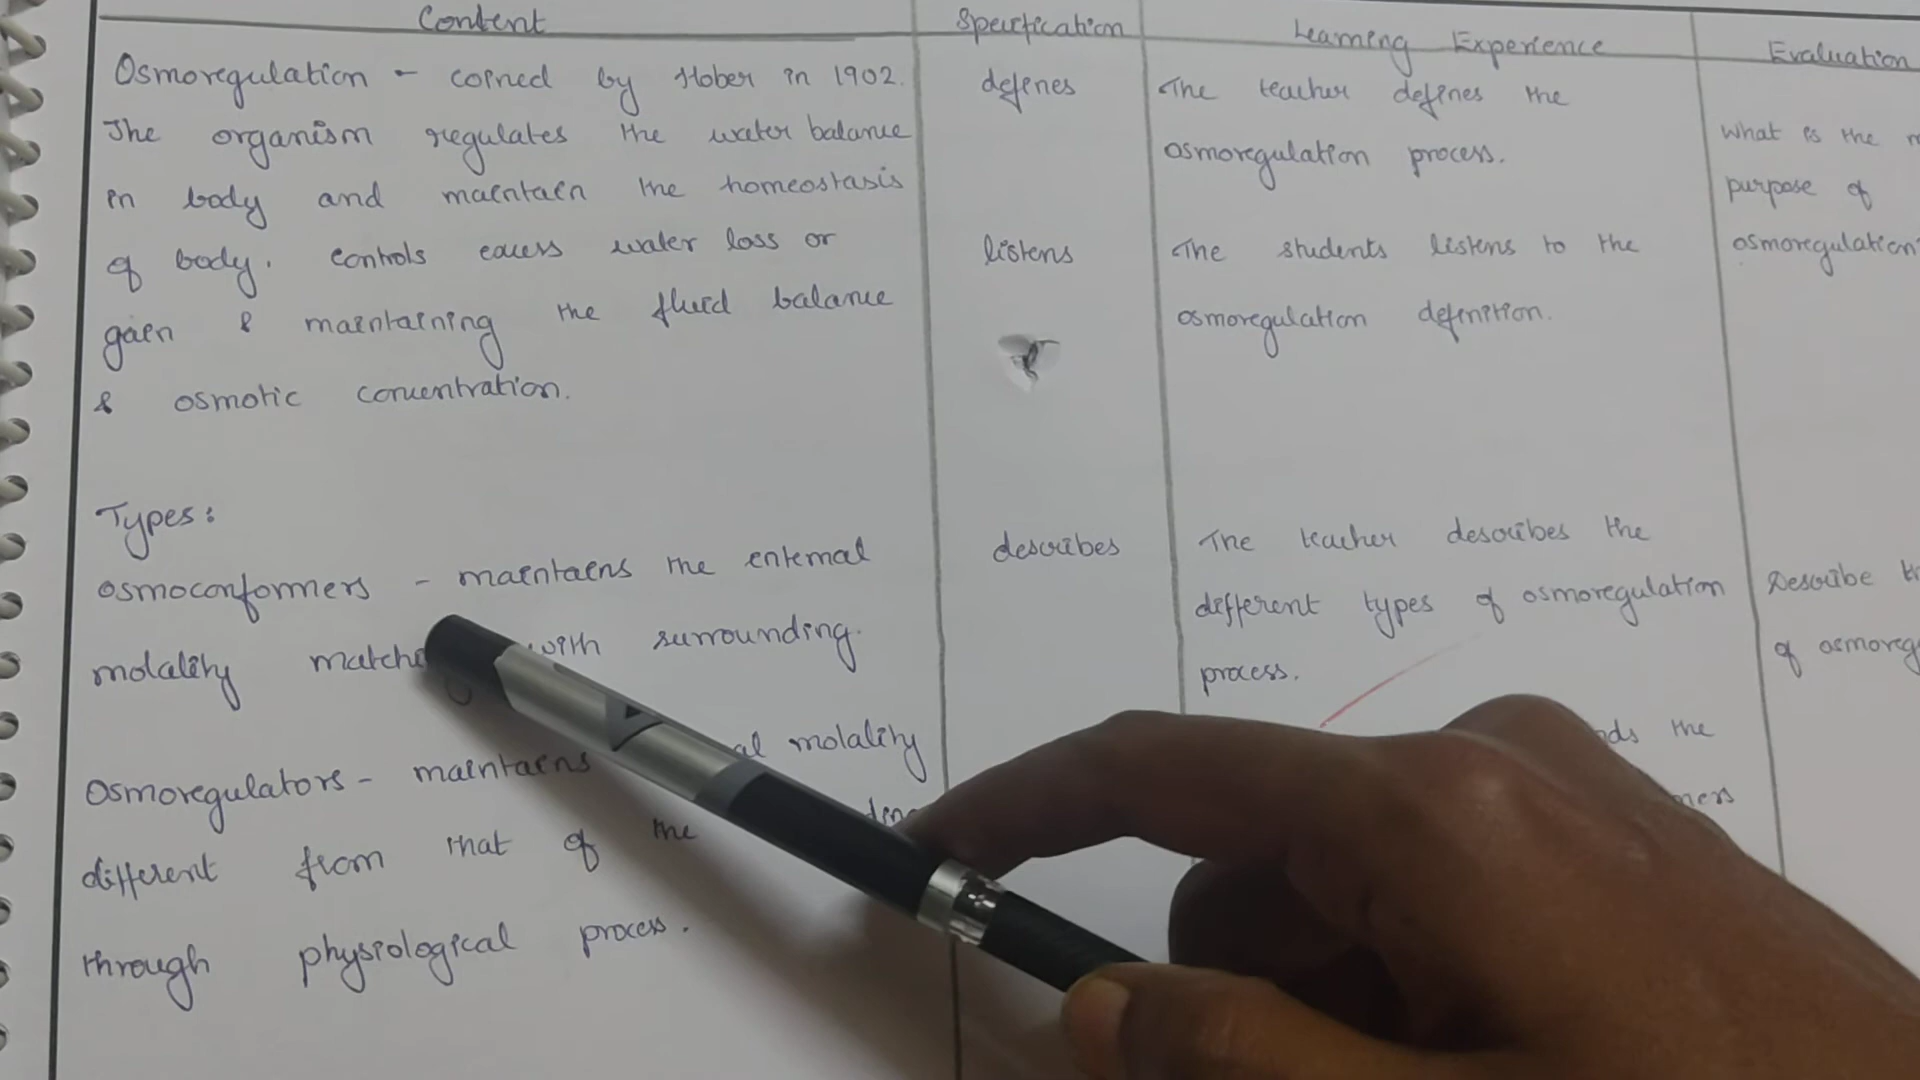 Content Specification Learning Experience Evaluation
Osmoregulation - coined by Hober in 1902.
The organism regulates the water balance
in body and maintain the homeostasis
of body. controls excess water loss or
gain & maintaining the fluid balance
& osmotic concentration.
Types:
osmoconformers - maintains the internal
molality with surrounding.
Osmoregulators - maintains molality
different from that of the
through physiological process.
defines
listens
describes
The teacher defines the
osmoregulation process.
The students listens to the
osmoregulation definition.
The teacher describes the
different types of osmoregulation
process.
the
What is the
purpose of
osmoregulation
Describe
of